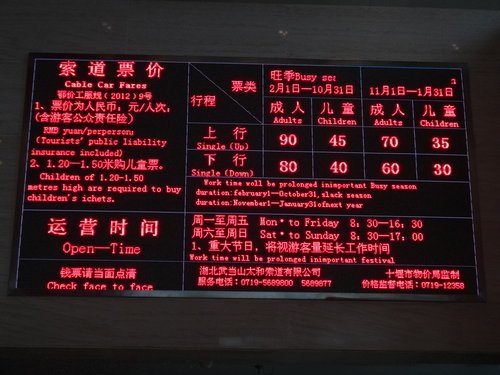 索道票价
Cable Car Fares
鄂价工服规（2012）9号
1、票价为人民币：元/人次；
（含游客公众责任险）
RMB yuan/perperson:
(Tourists' public liability
insurance included)
2、1.20—1.50米购儿童票。
Children of 1.20-1.50
metres high are required to buy
children's ichets.
票类
行程
旺季Busy se:
2月1日—10月31日
11月1日—1月31日
成人 儿童 成人 儿童
Adults Children Adults Children
上行
Single(Up)
90 45 70 35
下行
Single(Down)
80 40 60 30
Work time woll be prolonged inimportant Busy season
duration:february1—October31,slack season
duration:November1—January31ofnext year
运营时间
Open—Time
周一至周五 Mon* to Friday 8:30—16:30
周六至周日 Sat* to Sunday 8:30—17:00
1、重大节日，将视游客量延长工作时间
Work time woll be prolonged inimportant festival
钱票请当面点清
Check face to face
湖北武当山太和索道有限公司
服务电话：0719-5689800 5689877
十堰市物价局监制
价格监督电话：0719-12358